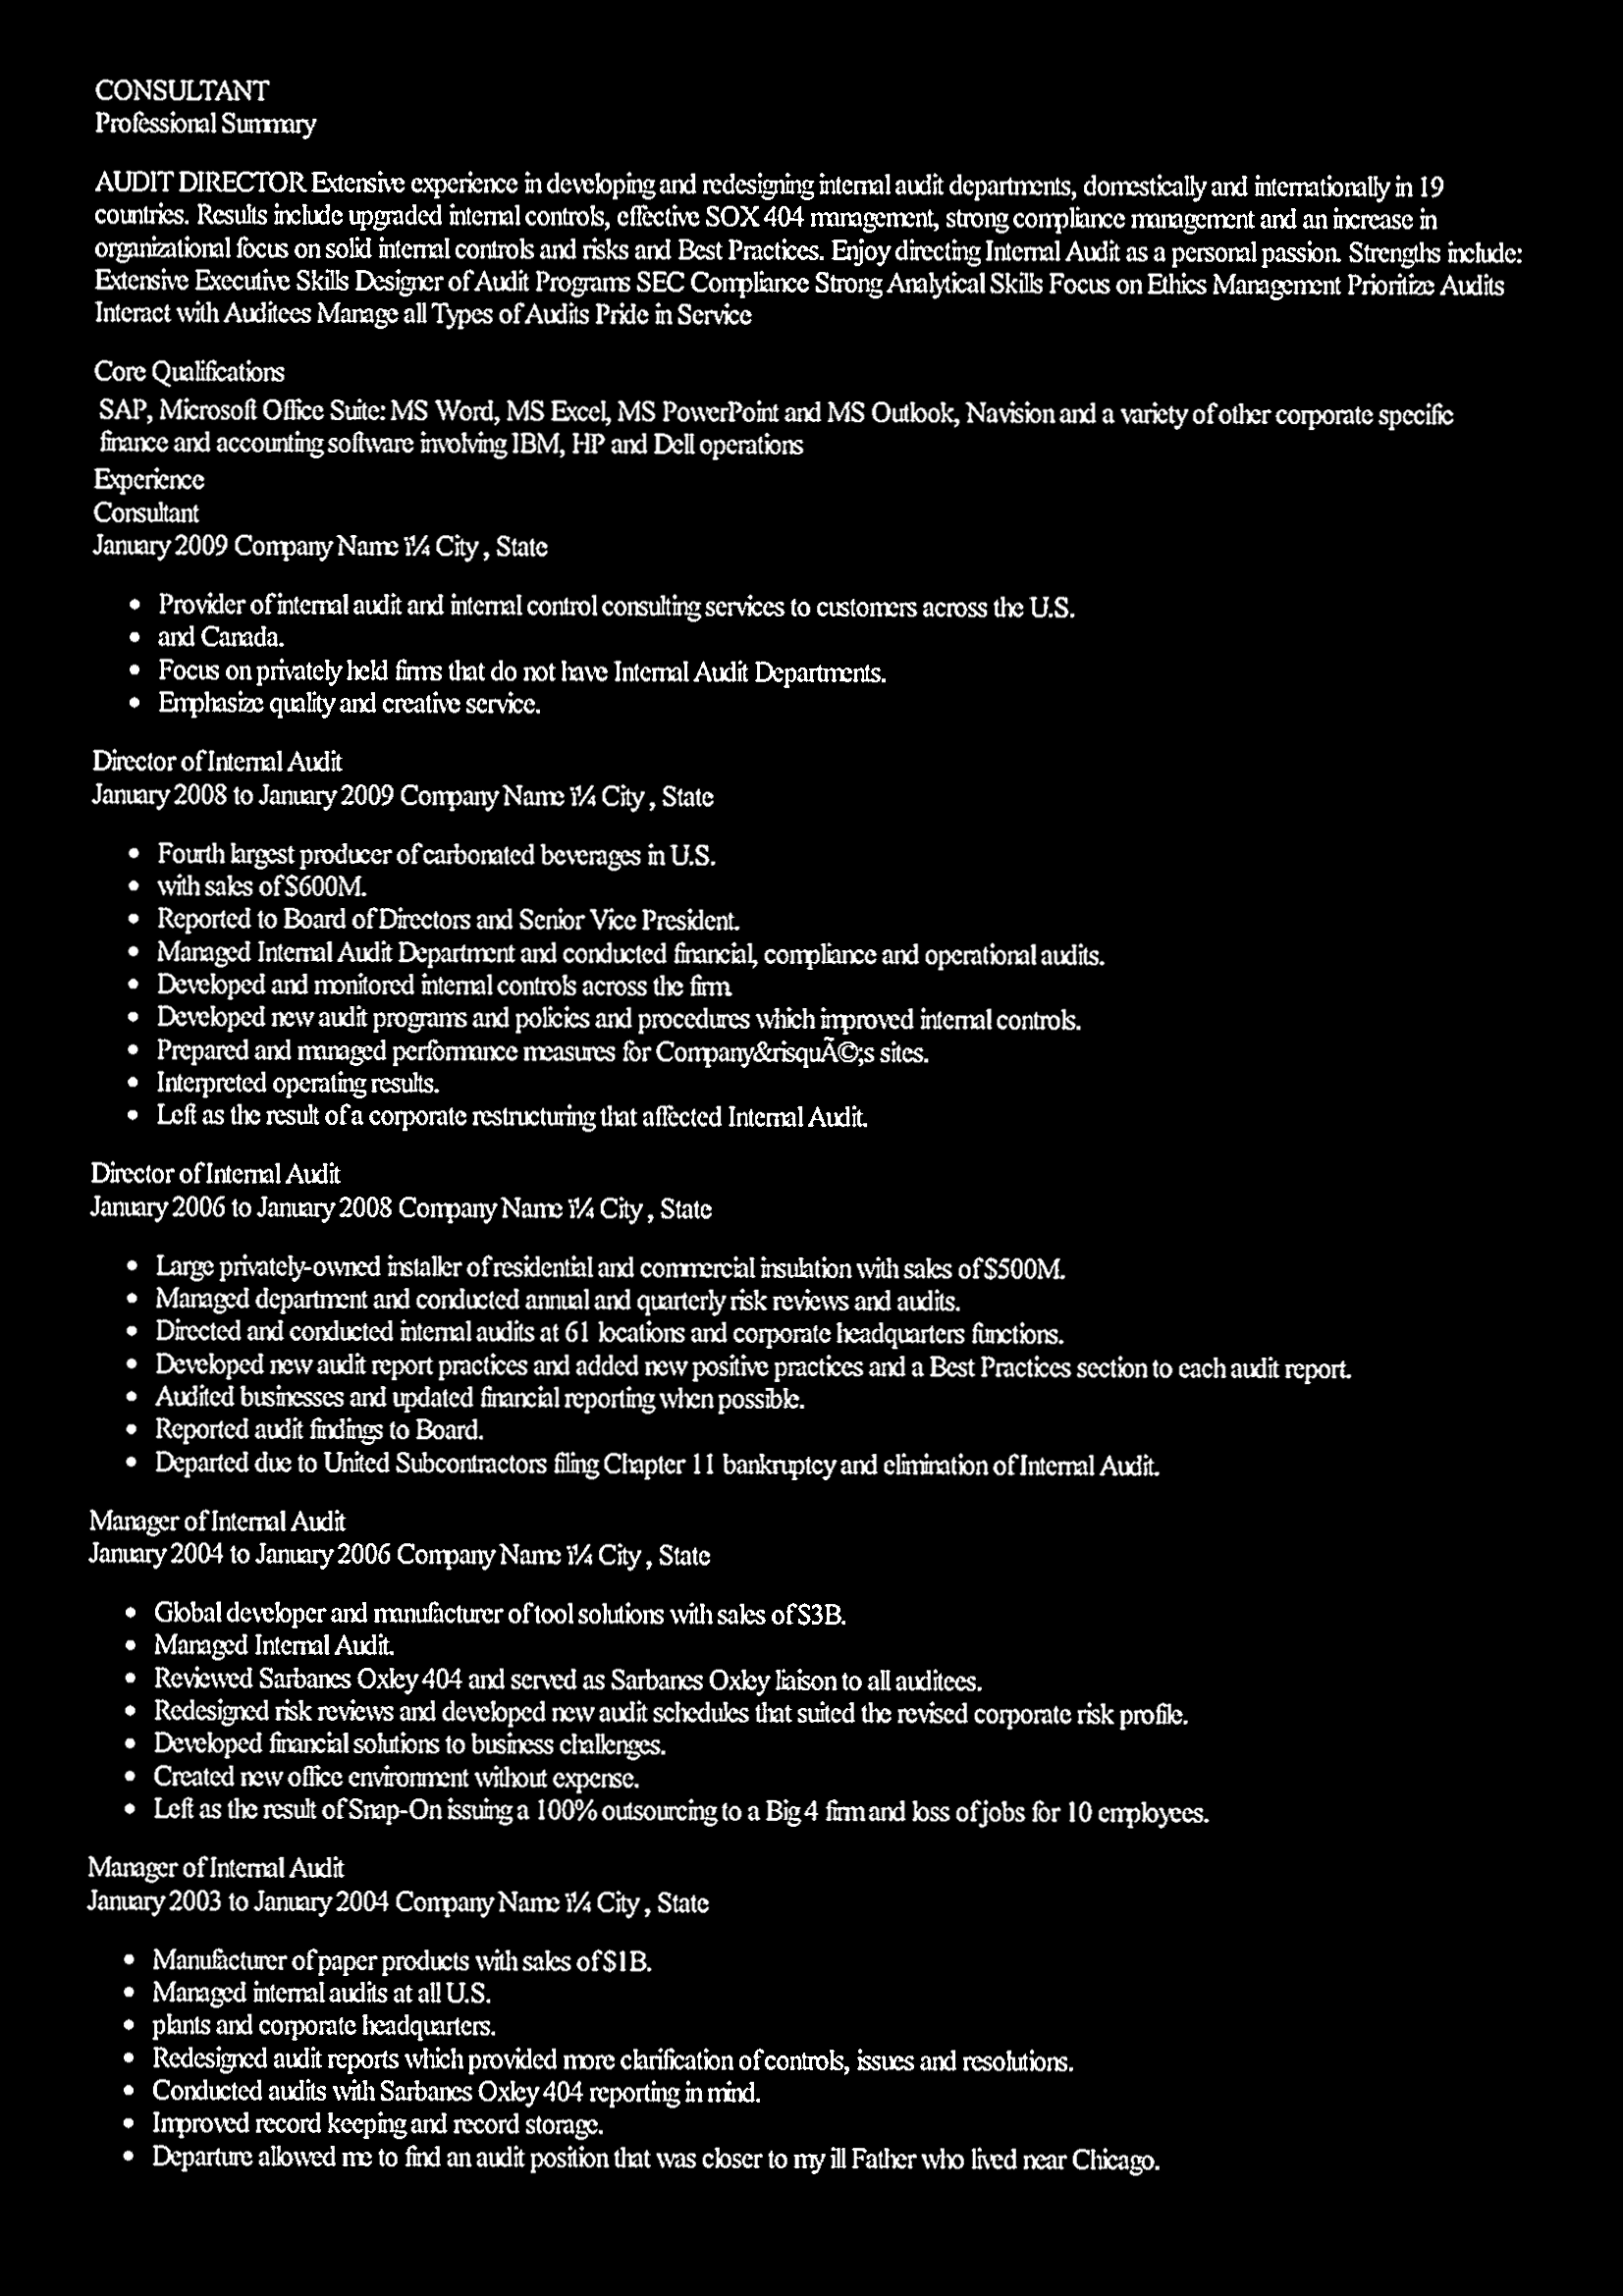 CONSULTANT
Professional Summary
AUDIT DIRECTOR Extensive experience in developing and redesigning internal audit departments, domestically and internationally in 19
countries. Results include upgraded internal controls, effective SOX 404 management, strong compliance management and an increase in
organizational focus on solid internal controls and risks and Best Practices. Enjoy directing Internal Audit as a personal passion. Strengths include:
Extensive Executive Skills Designer of Audit Programs SEC Compliance Strong Analytical Skills Focus on Ethics Management Prioritize Audits
Interact with Auditees Manage all Types of Audits Pride in Service
Core Qualifications
SAP, Microsoft Office Suite: MS Word, MS Excel, MS PowerPoint and MS Outlook, Navision and a variety of other corporate specific
finance and accounting software involving IBM, HP and Dell operations
Experience
Consultant
January 2009 Company Name ï¼ City , State
• Provider of internal audit and internal control consulting services to customers across the U.S.
• and Canada.
• Focus on privately held firms that do not have Internal Audit Departments.
• Emphasize quality and creative service.
Director of Internal Audit
January 2008 to January 2009 Company Name ï¼ City , State
• Fourth largest producer of carbonated beverages in U.S.
• with sales of $600M.
• Reported to Board of Directors and Senior Vice President.
• Managed Internal Audit Department and conducted financial, compliance and operational audits.
• Developed and monitored internal controls across the firm.
• Developed new audit programs and policies and procedures which improved internal controls.
• Prepared and managed performance measures for Company&risquÃ©;s sites.
• Interpreted operating results.
• Left as the result of a corporate restructuring that affected Internal Audit.
Director of Internal Audit
January 2006 to January 2008 Company Name ï¼ City , State
• Large privately-owned installer of residential and commercial insulation with sales of $500M.
• Managed department and conducted annual and quarterly risk reviews and audits.
• Directed and conducted internal audits at 61 locations and corporate headquarters functions.
• Developed new audit report practices and added new positive practices and a Best Practices section to each audit report.
• Audited businesses and updated financial reporting when possible.
• Reported audit findings to Board.
• Departed due to United Subcontractors filing Chapter 11 bankruptcy and elimination of Internal Audit.
Manager of Internal Audit
January 2004 to January 2006 Company Name ï¼ City , State
• Global developer and manufacturer of tool solutions with sales of $3B.
• Managed Internal Audit.
• Reviewed Sarbanes Oxley 404 and served as Sarbanes Oxley liaison to all auditees.
• Redesigned risk reviews and developed new audit schedules that suited the revised corporate risk profile.
• Developed financial solutions to business challenges.
• Created new office environment without expense.
• Left as the result of Snap-On issuing a 100% outsourcing to a Big 4 firm and loss of jobs for 10 employees.
Manager of Internal Audit
January 2003 to January 2004 Company Name ï¼ City , State
• Manufacturer of paper products with sales of $1B.
• Managed internal audits at all U.S.
• plants and corporate headquarters.
• Redesigned audit reports which provided more clarification of controls, issues and resolutions.
• Conducted audits with Sarbanes Oxley 404 reporting in mind.
• Improved record keeping and record storage.
• Departure allowed me to find an audit position that was closer to my ill Father who lived near Chicago.